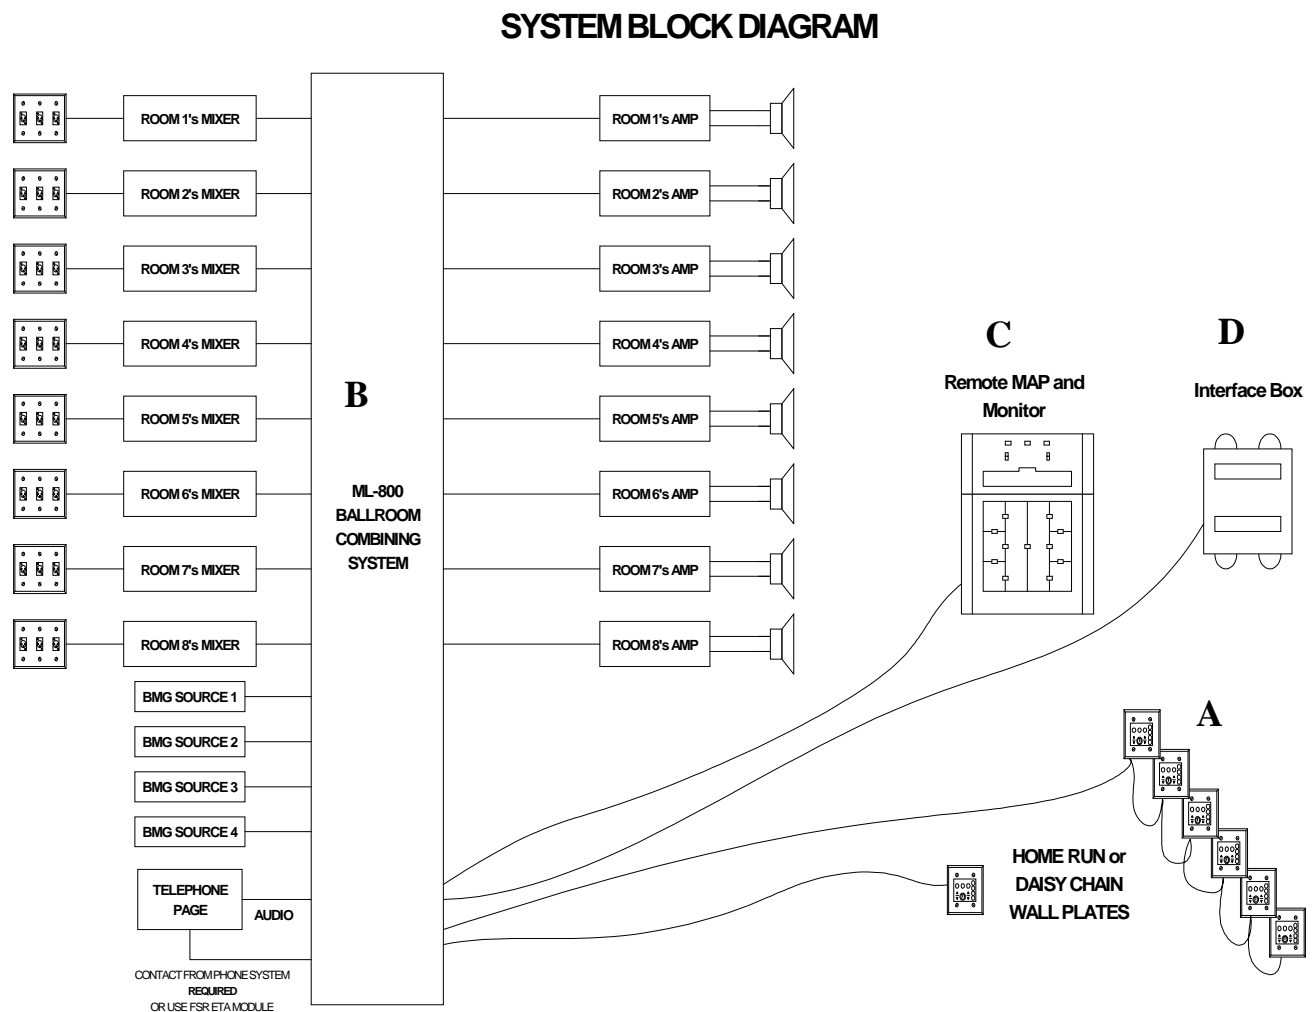 SYSTEM BLOCK DIAGRAM
ROOM 1's MIXER
ROOM 1's AMP
ROOM 2's MIXER
ROOM 2's AMP
ROOM 3's MIXER
ROOM 3's AMP
ROOM 4's MIXER
ROOM 4's AMP
ROOM 5's MIXER
ROOM 5's AMP
ROOM 6's MIXER
ROOM 6's AMP
ROOM 7's MIXER
ROOM 7's AMP
ROOM 8's MIXER
ROOM 8's AMP
BMG SOURCE 1
BMG SOURCE 2
BMG SOURCE 3
BMG SOURCE 4
TELEPHONE
PAGE
AUDIO
CONTACT FROM PHONE SYSTEM
REQUIRED
OR USE FSR ETA MODULE
B
ML-800
BALLROOM
COMBINING
SYSTEM
C
Remote MAP and
Monitor
D
Interface Box
A
HOME RUN or
DAISY CHAIN
WALL PLATES